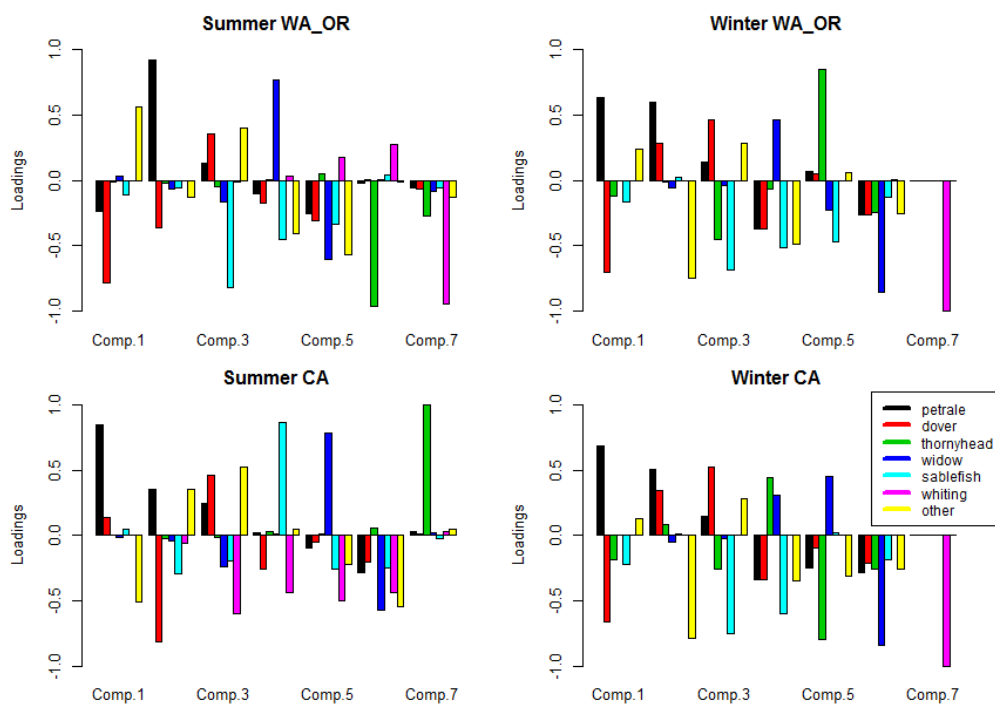 Summer WA_OR
Loadings
1.0
0.5
0.0
-0.5
-1.0
Comp.1 Comp.3 Comp.5 Comp.7
Winter WA_OR
Loadings
1.0
0.5
0.0
-0.5
-1.0
Comp.1 Comp.3 Comp.5 Comp.7
Summer CA
Loadings
1.0
0.5
0.0
-0.5
-1.0
Comp.1 Comp.3 Comp.5 Comp.7
Winter CA
Loadings
1.0
0.5
0.0
-0.5
-1.0
Comp.1 Comp.3 Comp.5 Comp.7
petrale
dover
thornyhead
widow
sablefish
whiting
other